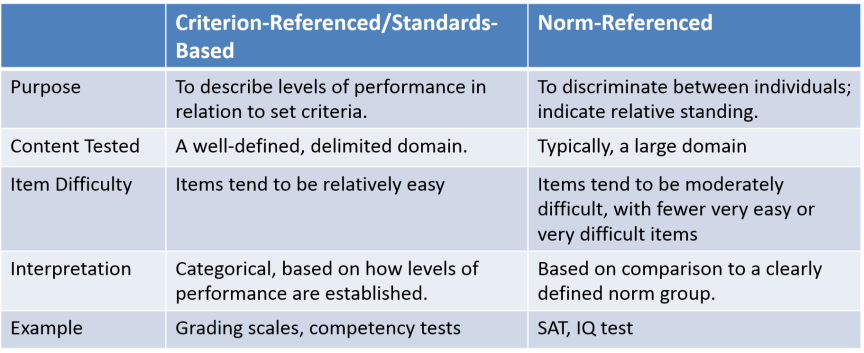 Criterion-Referenced/Standards-
Based
Norm-Referenced
Purpose
To describe levels of performance in
relation to set criteria.
To discriminate between individuals;
indicate relative standing.
Content Tested
A well-defined, delimited domain.
Typically, a large domain
Item Difficulty
Items tend to be relatively easy
Items tend to be moderately
difficult, with fewer very easy or
very difficult items
Interpretation
Categorical, based on how levels of
performance are established.
Based on comparison to a clearly
defined norm group.
Example
Grading scales, competency tests
SAT, IQ test